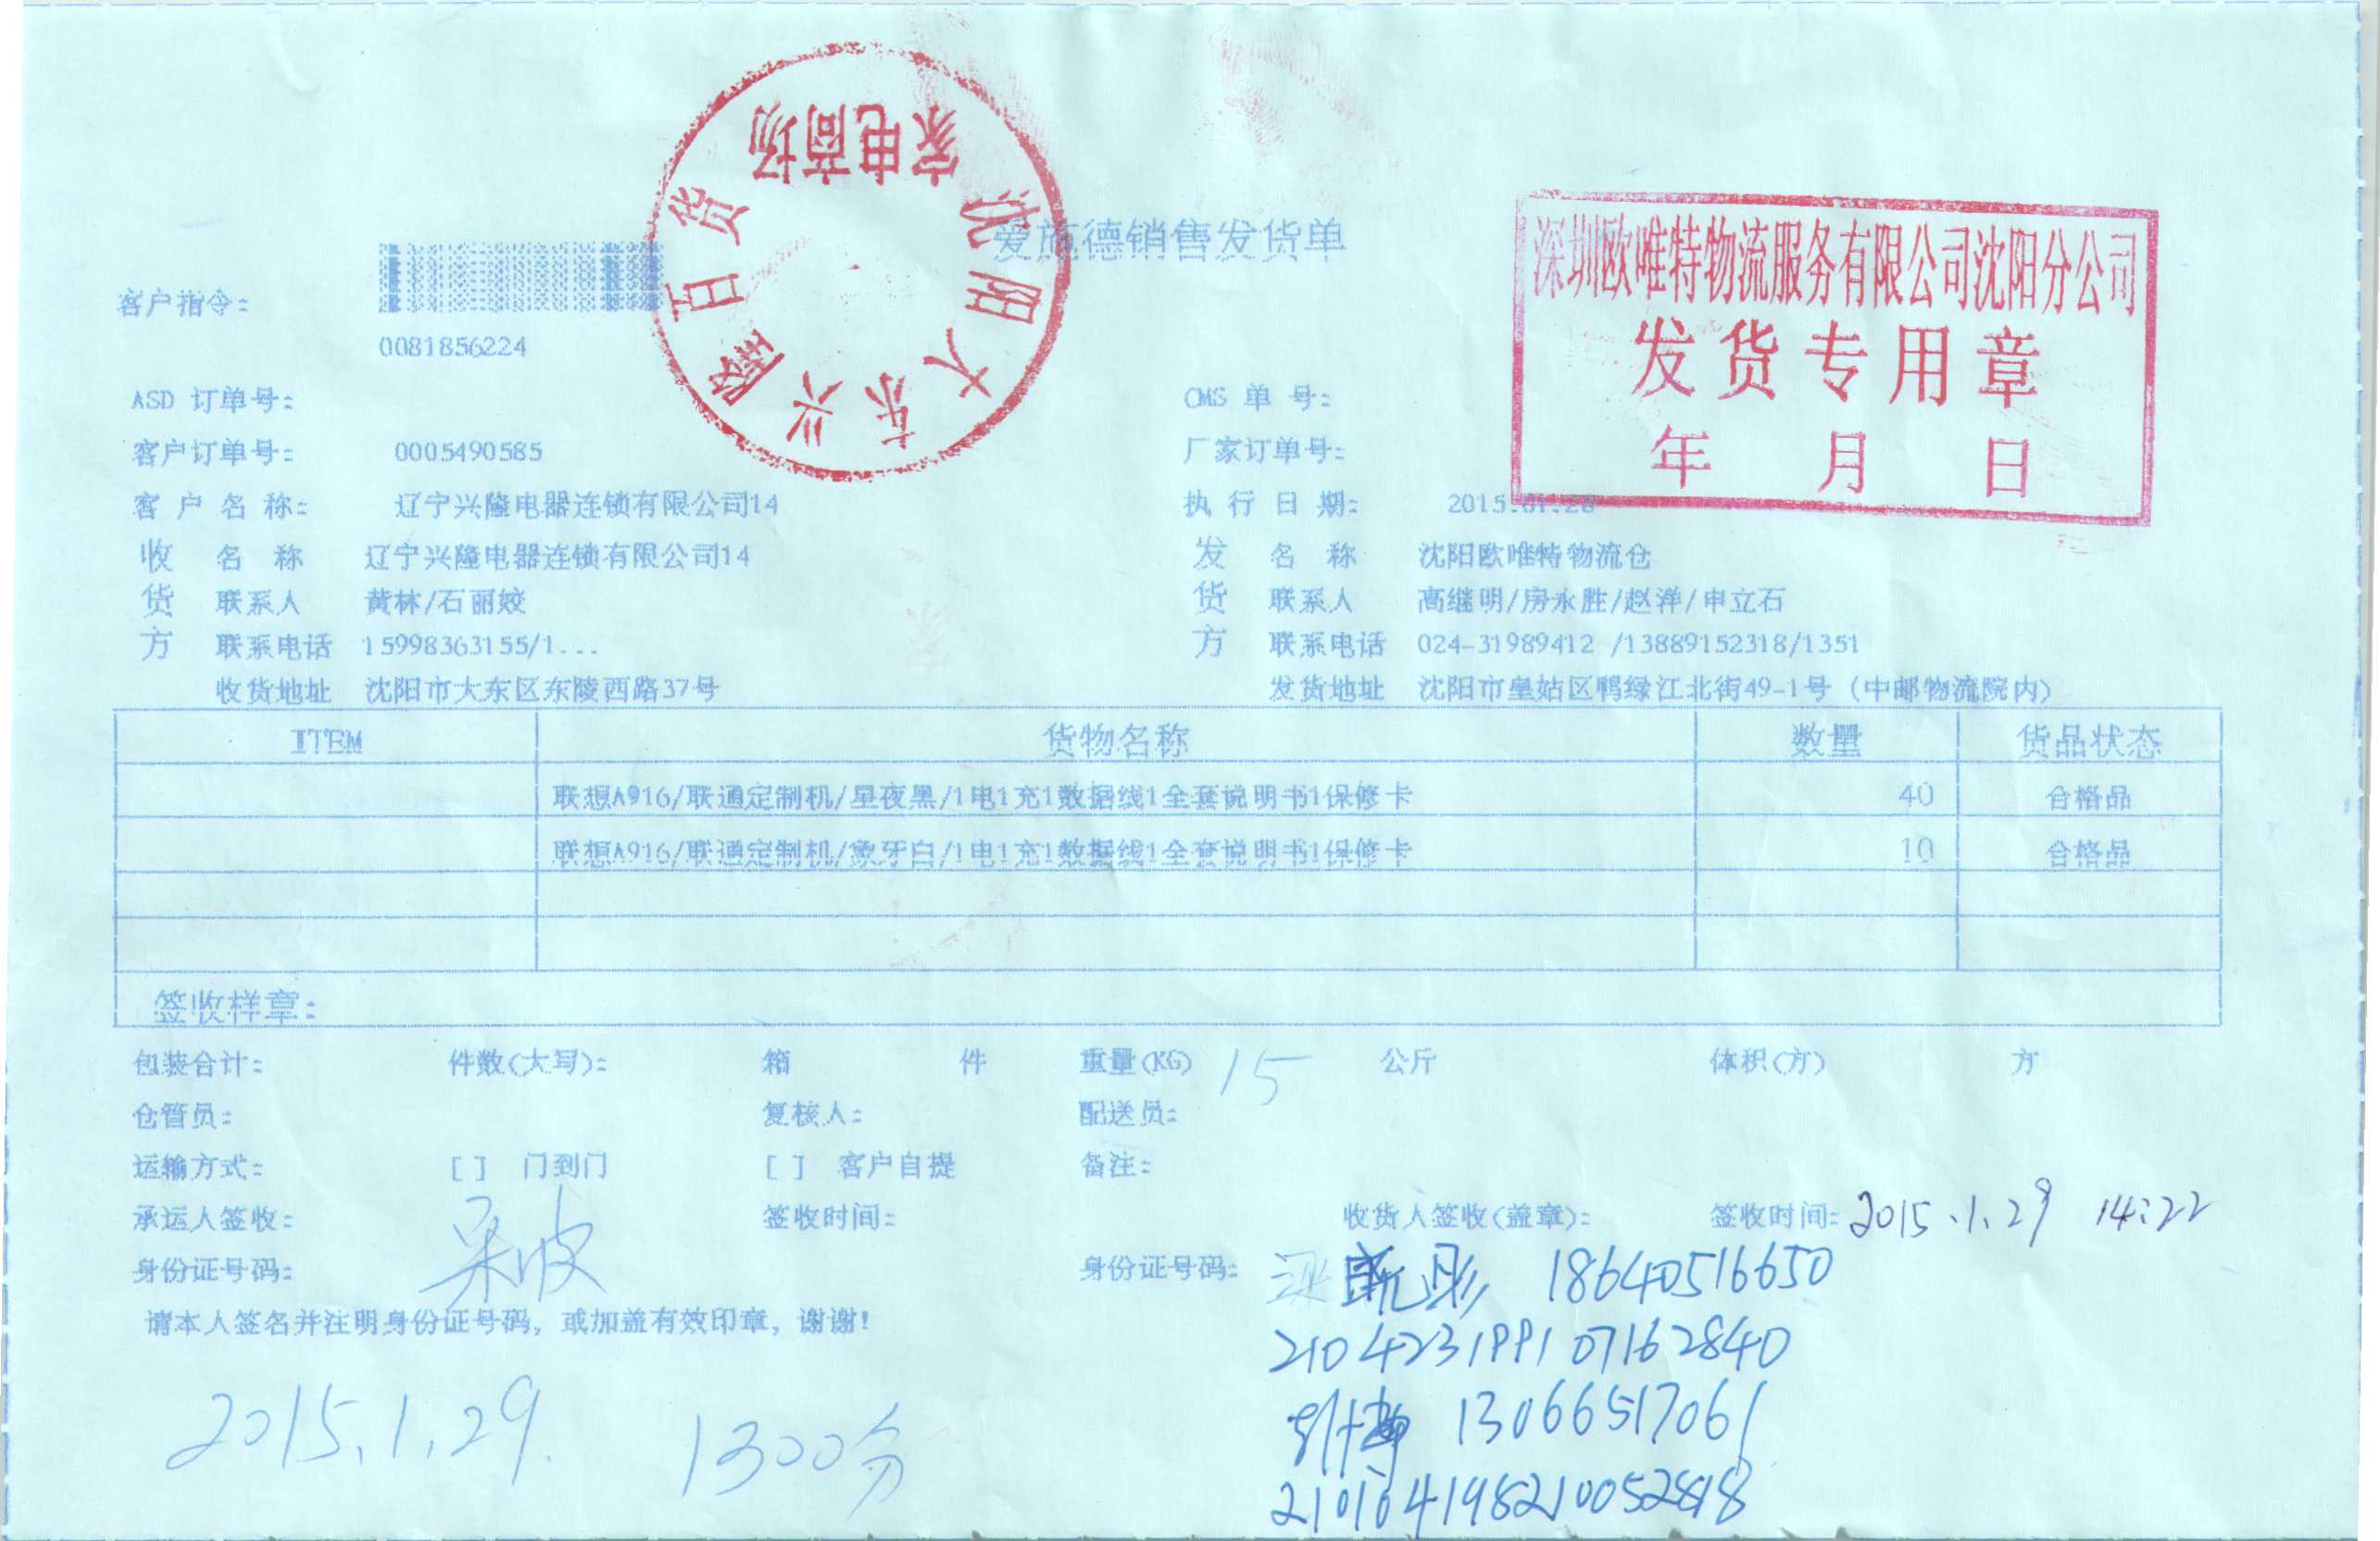 爱施德销售发货单
家电商场
沈阳大东兴隆百货
深圳欧唯特物流服务有限公司沈阳分公司
发货专用章
年 月 日
客户指令:
0081856224
ASD 订单号: CMS 单 号:
客户订单号: 0005490585 厂家订单号:
客 户 名 称: 辽宁兴隆电器连锁有限公司14 执 行 日 期: 2015.01.28
收 名 称 辽宁兴隆电器连锁有限公司14 发 名 称 沈阳欧唯特物流仓
货 联系人 黄林/石丽姣 货 联系人 高继明/房永胜/赵洋/申立石
方 联系电话 15998363155/1... 方 联系电话 024-31989412 /13889152318/1351
收货地址 沈阳市大东区东陵西路37号 发货地址 沈阳市皇姑区鸭绿江北街49-1号 (中邮物流院内)
ITEM 货物名称 数量 货品状态
联想A916/联通定制机/星夜黑/1电1充1数据线1全套说明书1保修卡 40 合格品
联想A916/联通定制机/象牙白/1电1充1数据线1全套说明书1保修卡 10 合格品
签收样章:
包装合计: 件数(大写): 箱 件 重量(KG) 15 公斤 体积(方) 方
仓管员: 复核人: 配送员:
运输方式: [ ] 门到门 [ ] 客户自提 备注:
承运人签收: 签收时间: 收货人签收(盖章): 签收时间: 2015.1.29 14:22
身份证号码: 身份证号码: 18640516650
请本人签名并注明身份证号码, 或加盖有效印章, 谢谢!
210423199107162840
2015.1.29. 1300分 13066517061
210104198210052818